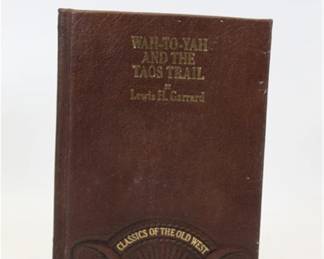 WAH-TO-YAH
AND THE
TAOS TRAIL
BY
Lewis H. Garrard
CLASSICS OF THE OLD WEST